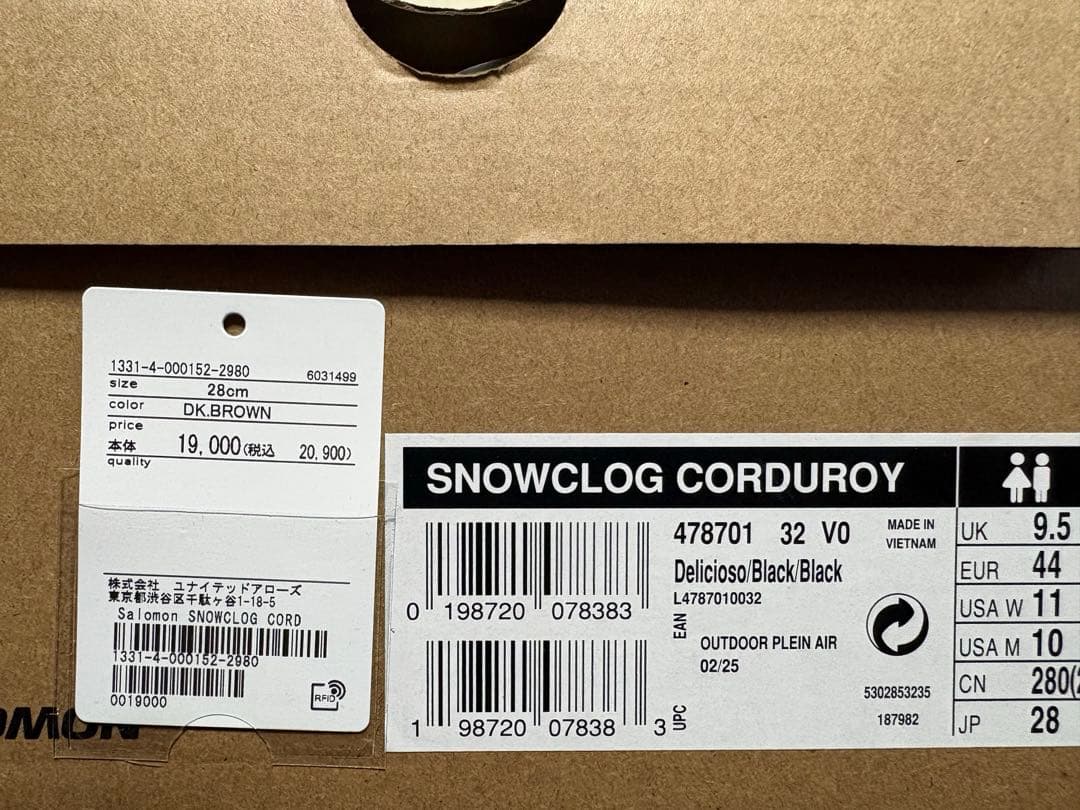 1331-4-000152-2980 6031499
size 28cm
color DK.BROWN
price
本体 19,000(税込 20,900)
quality
株式会社 ユナイテッドアローズ
東京都渋谷区千駄ヶ谷1-18-5
Salomon SNOWCLOG CORD
1331-4-000152-2980
0019000
RFID
SNOWCLOG CORDUROY
478701 32 V0
MADE IN
VIETNAM
Delicioso/Black/Black
L4787010032
0 198720 078383
EAN
OUTDOOR PLEIN AIR
02/25
1 98720 07838 3
UPC
5302853235
187982
UK 9.5
EUR 44
USA W 11
USA M 10
CN 280
JP 28